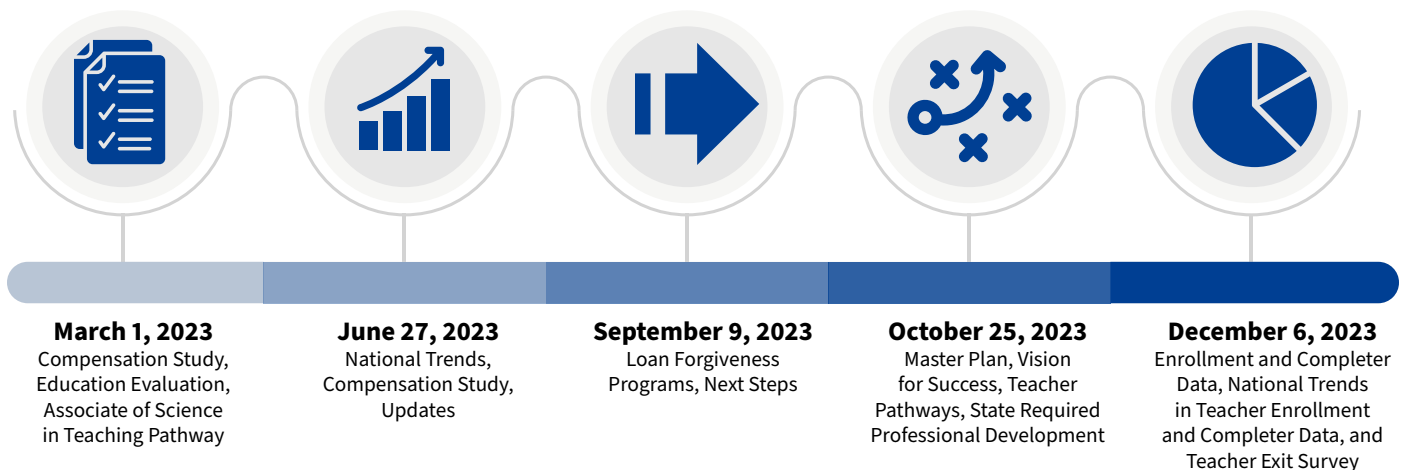 March 1, 2023
Compensation Study,
Education Evaluation,
Associate of Science
in Teaching Pathway
June 27, 2023
National Trends,
Compensation Study,
Updates
September 9, 2023
Loan Forgiveness
Programs, Next Steps
October 25, 2023
Master Plan, Vision
for Success, Teacher
Pathways, State Required
Professional Development
December 6, 2023
Enrollment and Completer
Data, National Trends
in Teacher Enrollment
and Completer Data, and
Teacher Exit Survey